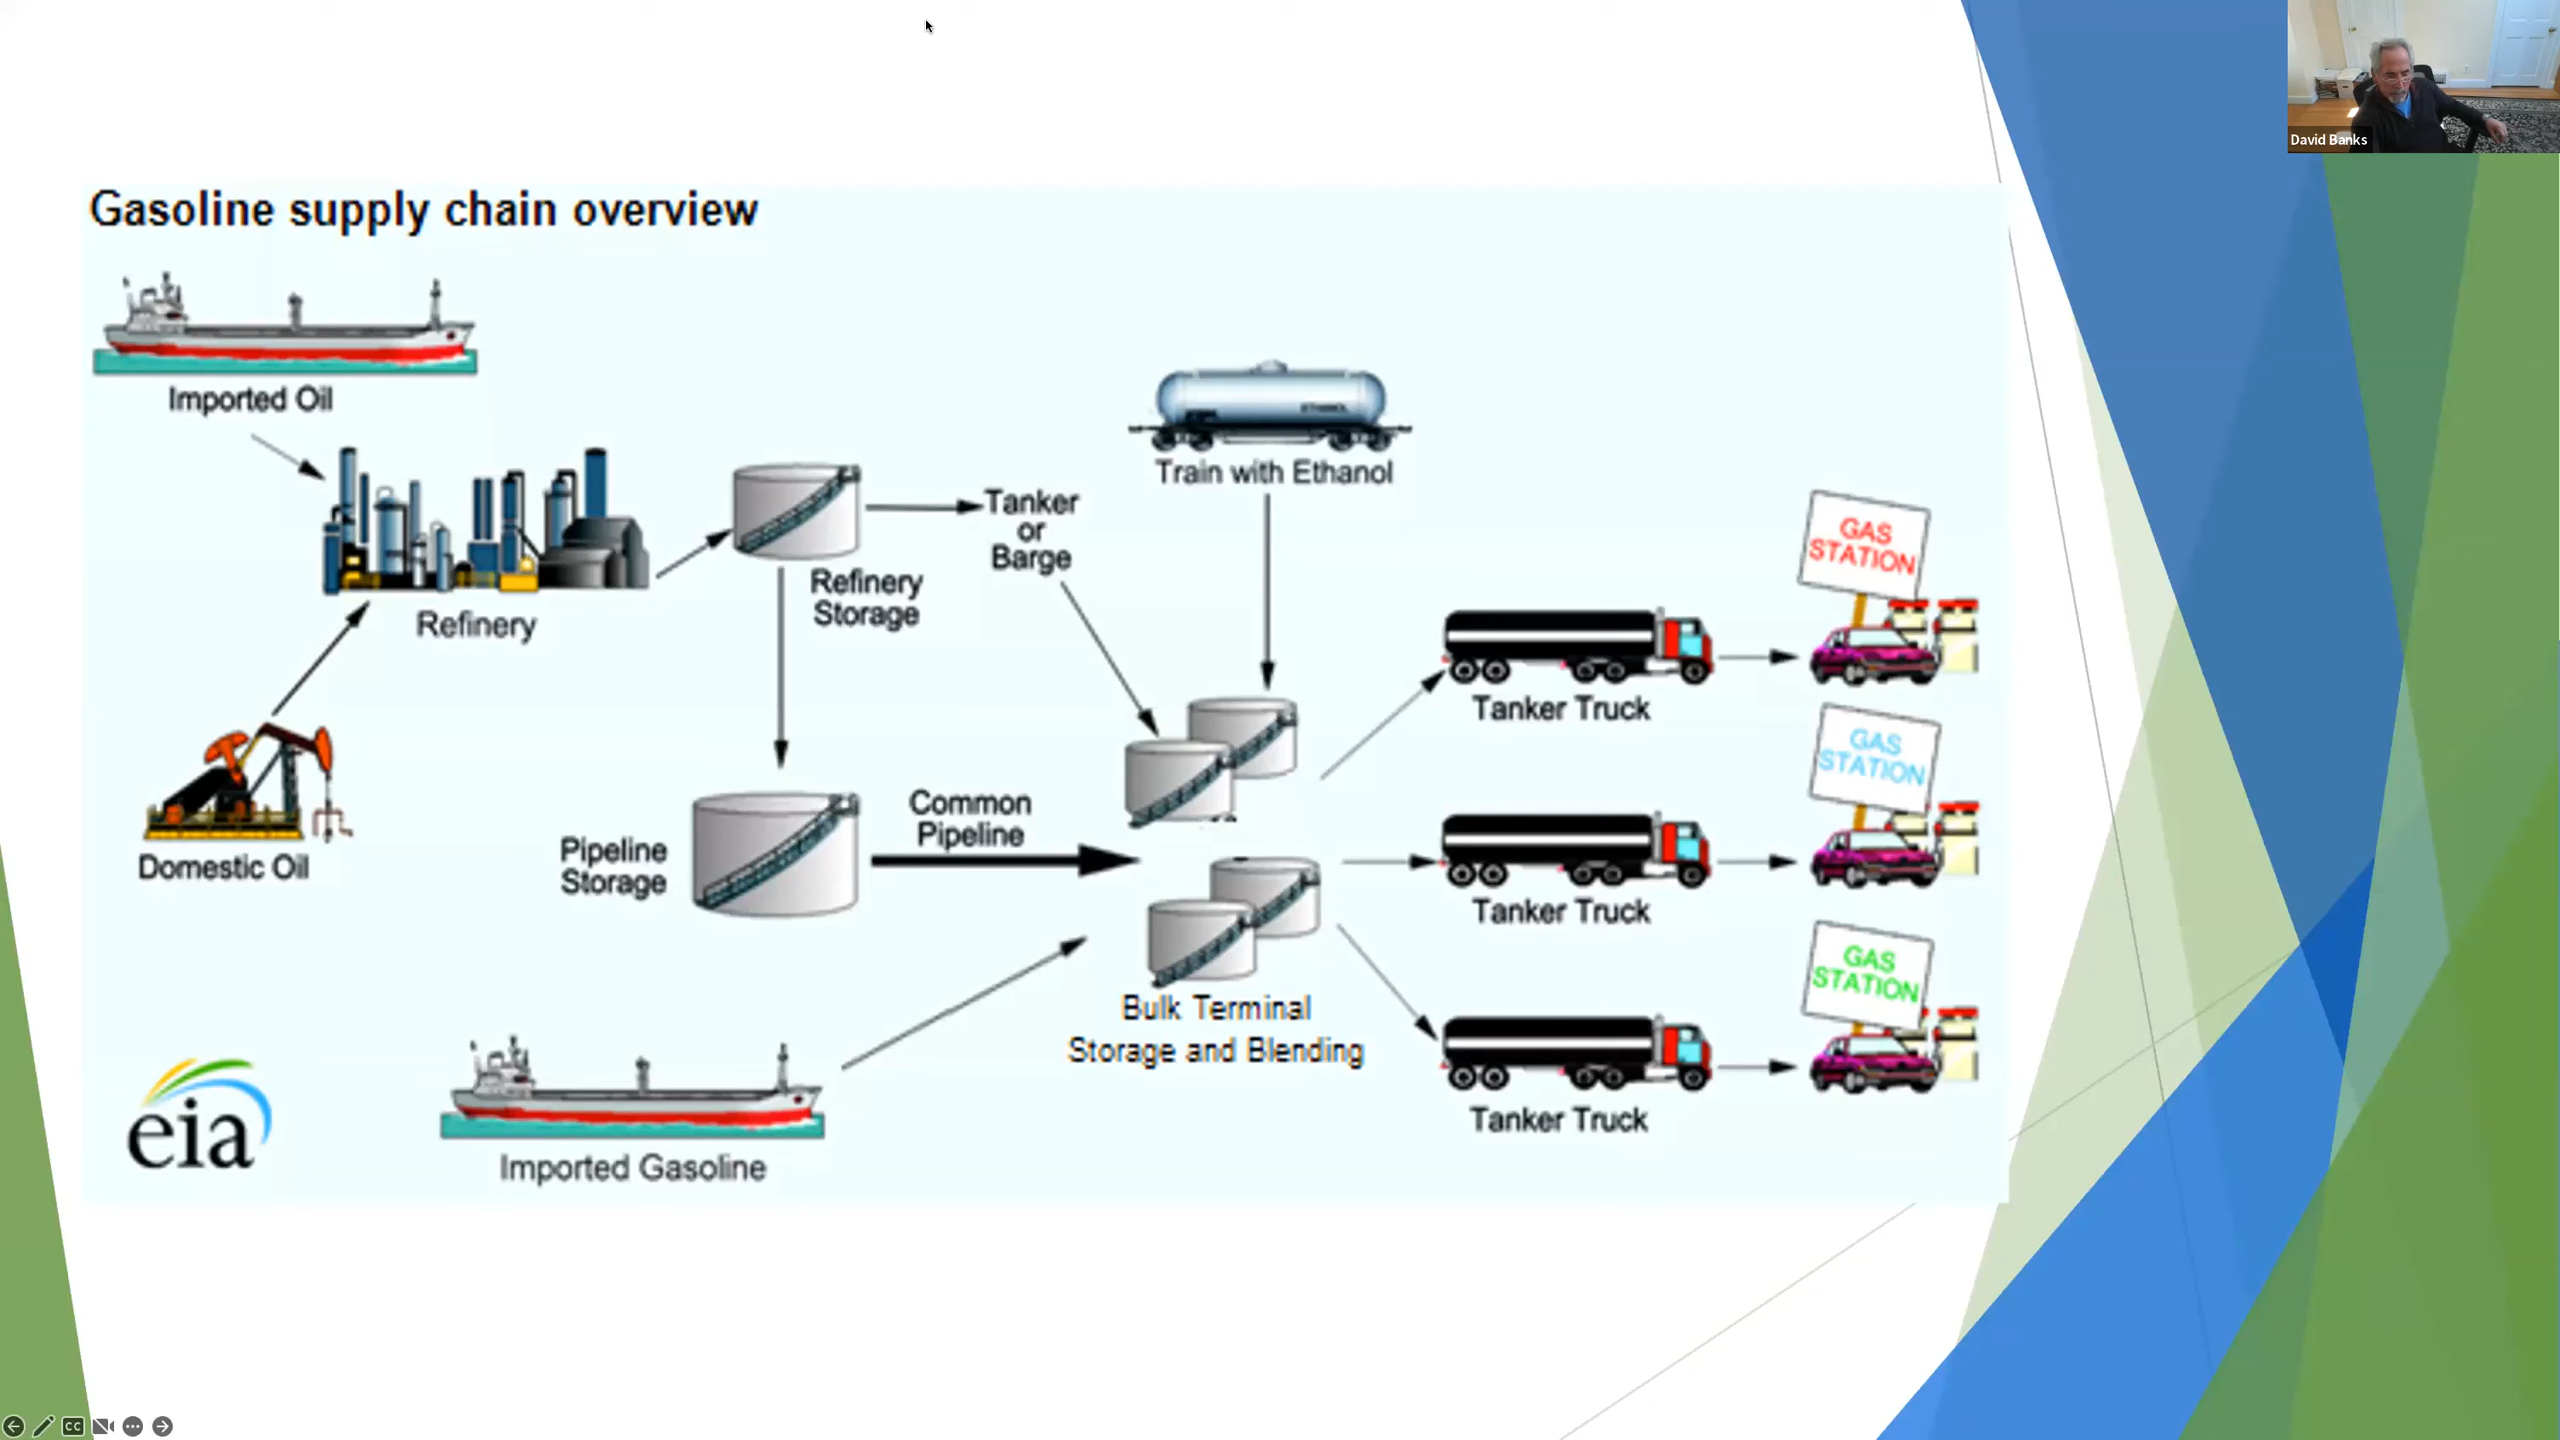 David Banks
Gasoline supply chain overview
Imported Oil
Train with Ethanol
ETHANOL
Tanker
or
Barge
Refinery
Storage
Refinery
GAS
STATION
Tanker Truck
GAS
STATION
Common
Pipeline
Pipeline
Storage
Domestic Oil
Tanker Truck
GAS
STATION
Bulk Terminal
Storage and Blending
Tanker Truck
eia
Imported Gasoline
CC